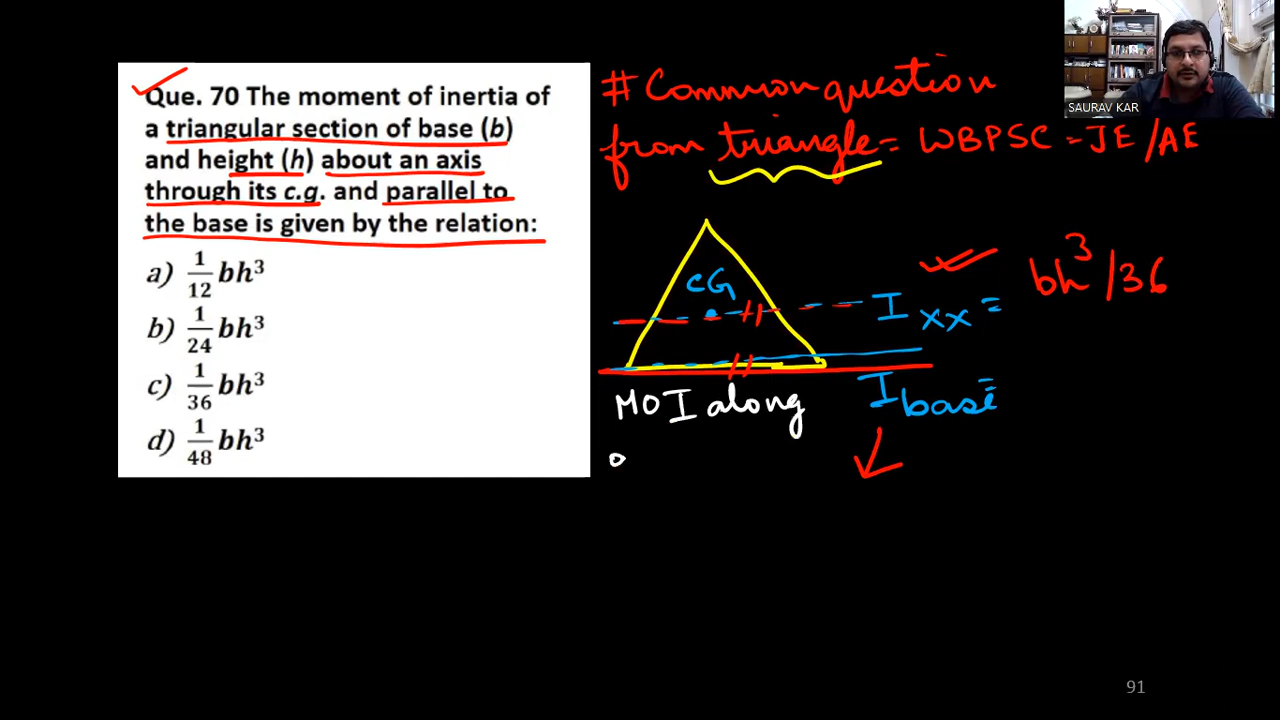 Que. 70 The moment of inertia of
a triangular section of base (b)
and height (h) about an axis
through its c.g. and parallel to
the base is given by the relation:
a) 1/12 bh³
b) 1/24 bh³
c) 1/36 bh³
d) 1/48 bh³
# Common question
from triangle = WBPSC = JE / AE
CG
I xx = bh³/36
I base =
MOI along
o
SAURAV KAR
91